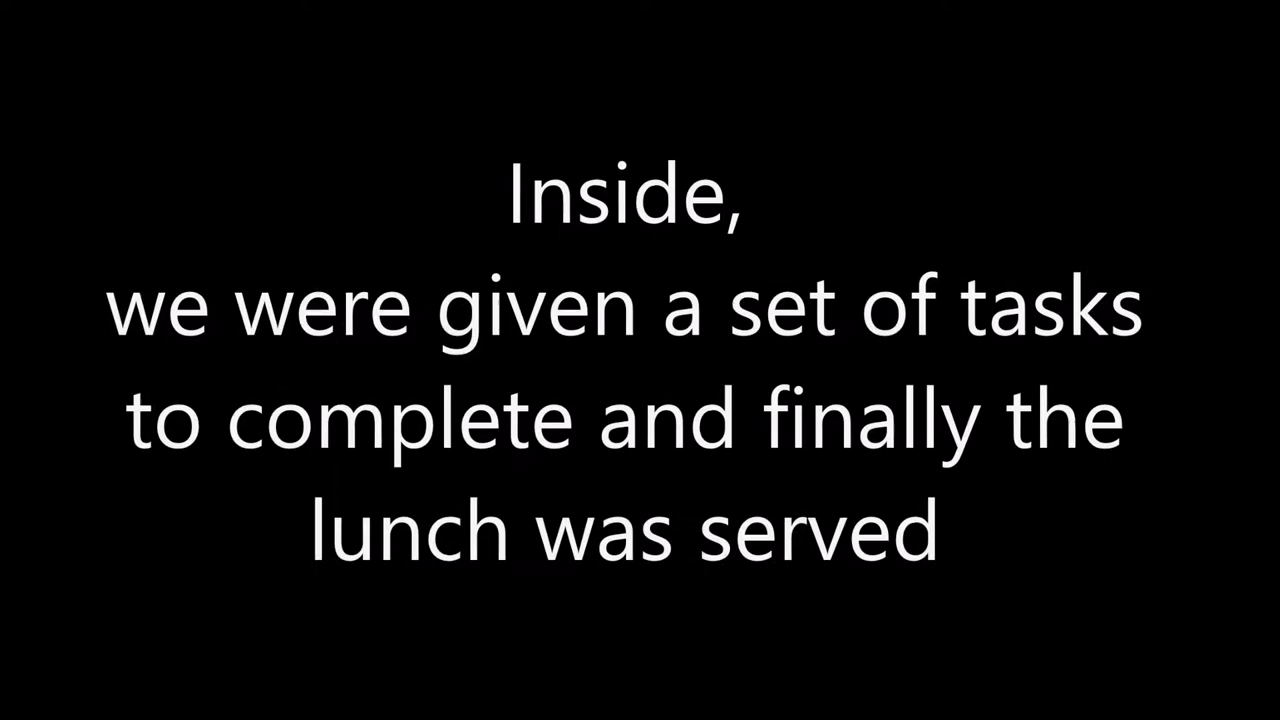 Inside,
we were given a set of tasks
to complete and finally the
lunch was served